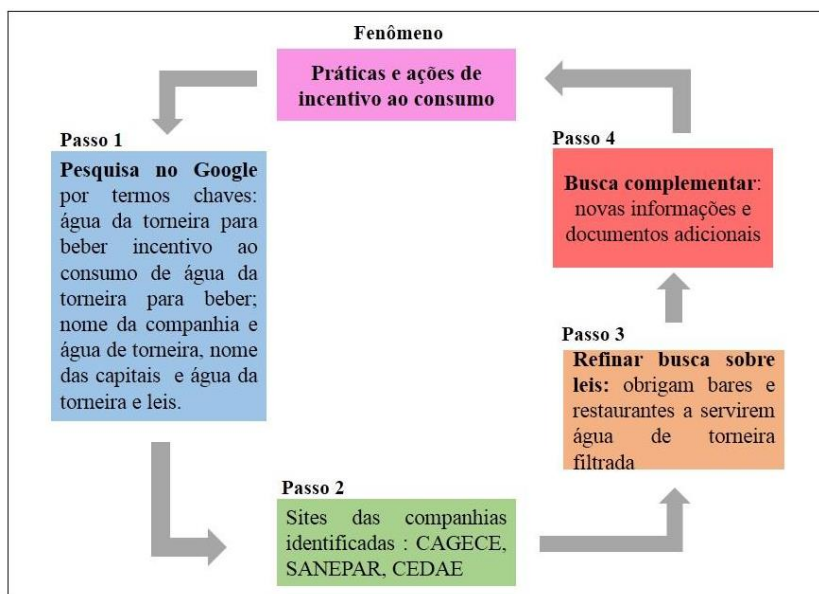 Fenômeno
Práticas e ações de
incentivo ao consumo
Passo 1
Pesquisa no Google
por termos chaves:
água da torneira para
beber incentivo ao
consumo de água da
torneira para beber;
nome da companhia e
água de torneira, nome
das capitais e água da
torneira e leis.
Passo 2
Sites das companhias
identificadas : CAGECE,
SANEPAR, CEDAE
Passo 3
Refinar busca sobre
leis: obrigam bares e
restaurantes a servirem
água de torneira
filtrada
Passo 4
Busca complementar:
novas informações e
documentos adicionais